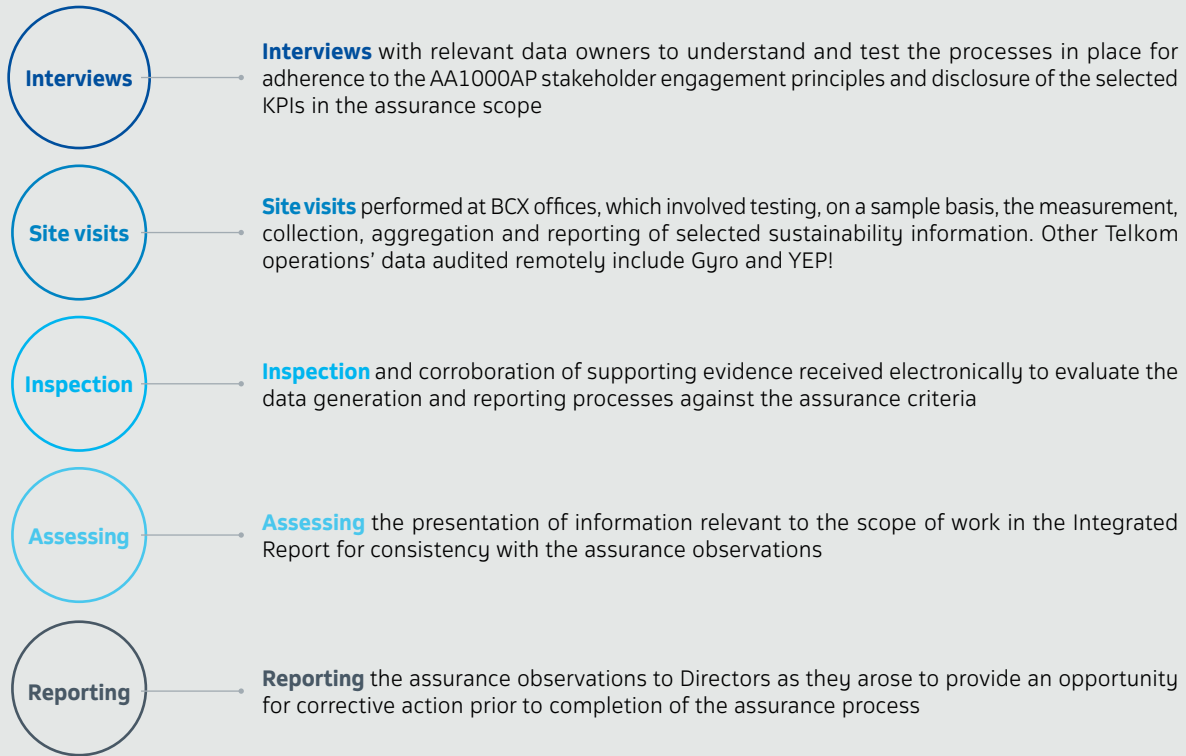 Interviews
Interviews with relevant data owners to understand and test the processes in place for
adherence to the AA1000AP stakeholder engagement principles and disclosure of the selected
KPIs in the assurance scope
Site visits
Site visits performed at BCX offices, which involved testing, on a sample basis, the measurement,
collection, aggregation and reporting of selected sustainability information. Other Telkom
operations' data audited remotely include Gyro and YEP!
Inspection
Inspection and corroboration of supporting evidence received electronically to evaluate the
data generation and reporting processes against the assurance criteria
Assessing
Assessing the presentation of information relevant to the scope of work in the Integrated
Report for consistency with the assurance observations
Reporting
Reporting the assurance observations to Directors as they arose to provide an opportunity
for corrective action prior to completion of the assurance process